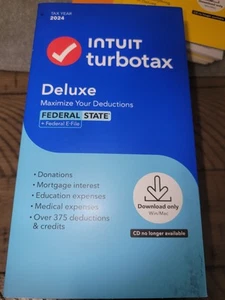 TAX YEAR
2024
INTUIT
turbotax
Deluxe
Maximize Your Deductions
FEDERAL STATE
+ Federal E-File
• Donations
• Mortgage interest
• Education expenses
• Medical expenses
• Over 375 deductions
& credits
Download only
Win/Mac
CD no longer available